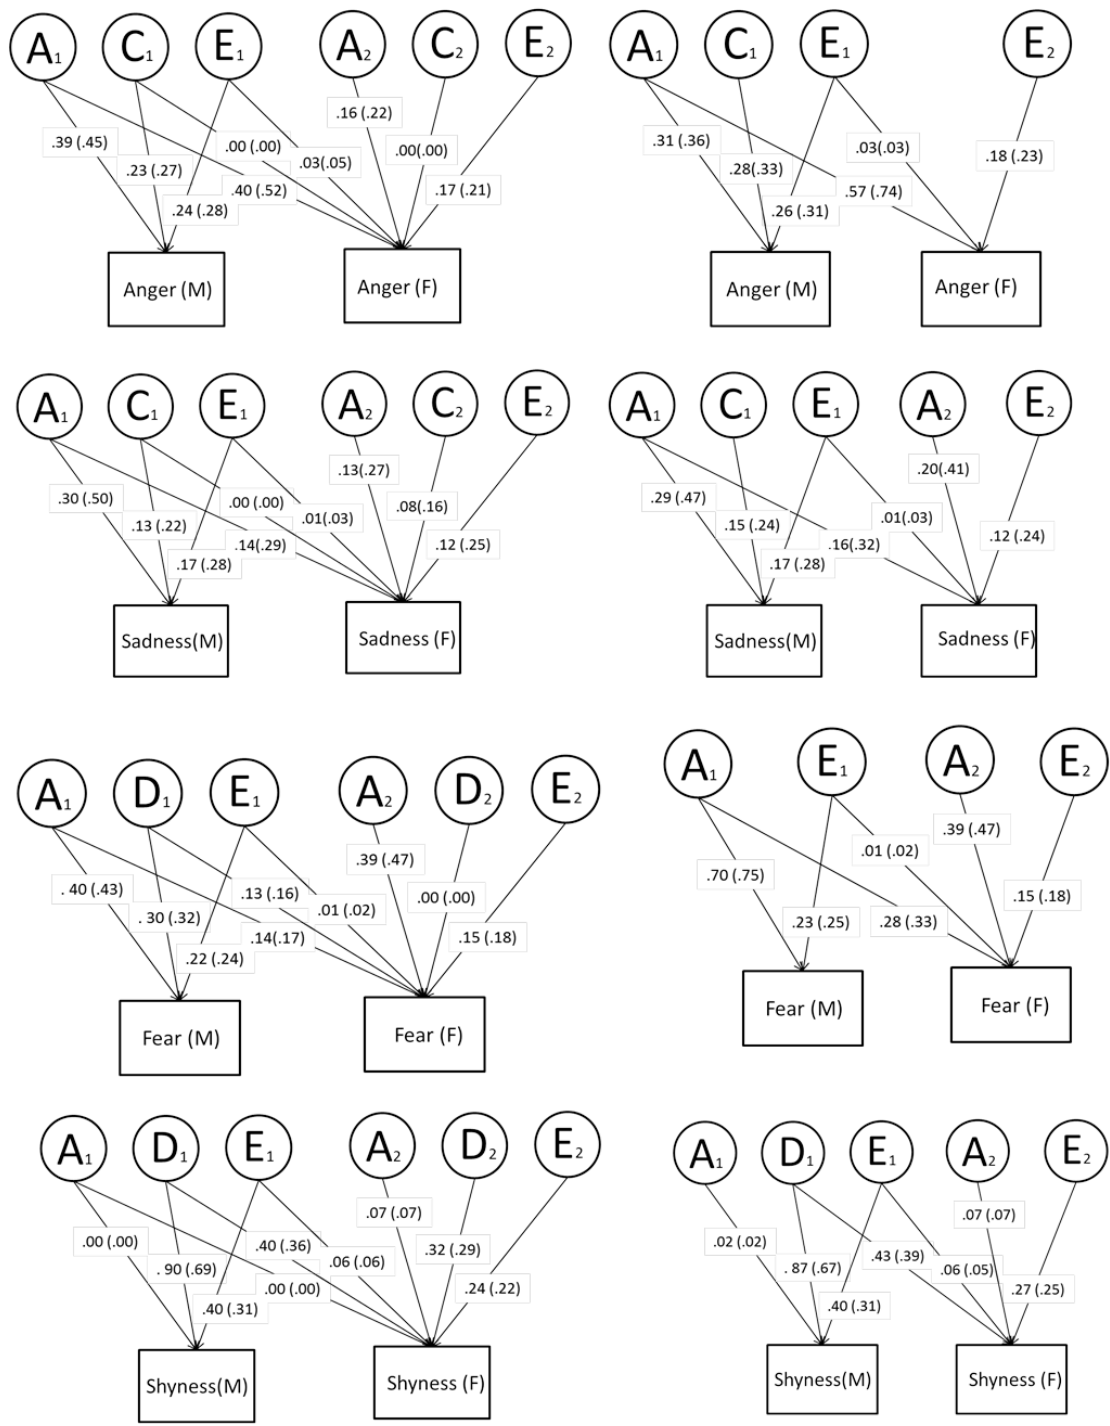 A1 C1 E1 A2 C2 E2
.39 (.45) .23 (.27) .24 (.28) .00 (.00) .03(.05) .40 (.52) .16 (.22) .00(.00) .17 (.21)
Anger (M) Anger (F)
A1 C1 E1 E2
.31 (.36) .28(.33) .26 (.31) .03(.03) .57 (.74) .18 (.23)
Anger (M) Anger (F)
A1 C1 E1 A2 C2 E2
.30 (.50) .13 (.22) .17 (.28) .00 (.00) .01(.03) .14(.29) .13(.27) .08(.16) .12 (.25)
Sadness(M) Sadness (F)
A1 C1 E1 A2 E2
.29 (.47) .15 (.24) .17 (.28) .01(.03) .16(.32) .20(.41) .12 (.24)
Sadness(M) Sadness (F)
A1 D1 E1 A2 D2 E2
. 40 (.43) . 30 (.32) .22 (.24) .13 (.16) .01 (.02) .14(.17) .39 (.47) .00 (.00) .15 (.18)
Fear (M) Fear (F)
A1 E1 A2 E2
.70 (.75) .23 (.25) .01 (.02) .28 (.33) .39 (.47) .15 (.18)
Fear (M) Fear (F)
A1 D1 E1 A2 D2 E2
.00 (.00) . 90 (.69) .40 (.31) .40 (.36) .06 (.06) .00 (.00) .07 (.07) .32 (.29) .24 (.22)
Shyness(M) Shyness (F)
A1 D1 E1 A2 E2
.02 (.02) . 87 (.67) .40 (.31) .43 (.39) .06 (.05) .07 (.07) .27 (.25)
Shyness(M) Shyness (F)